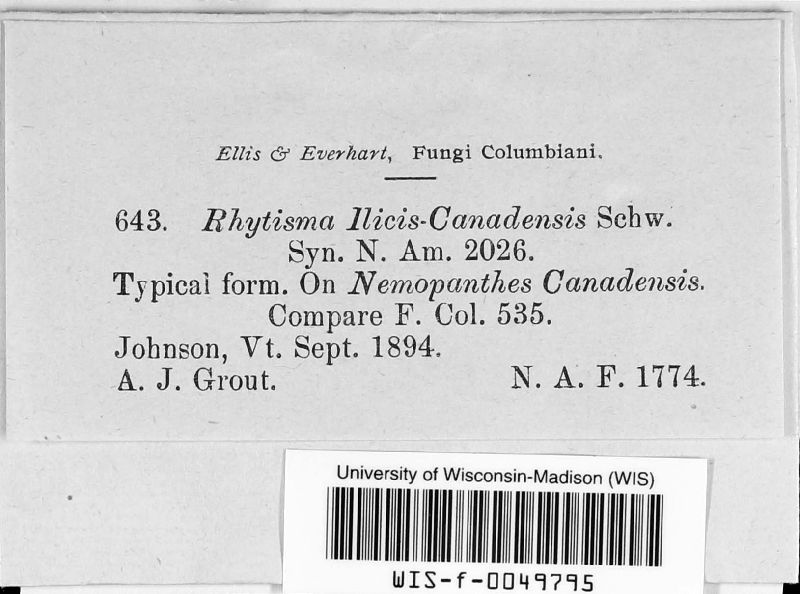 Ellis & Everhart, Fungi Columbiani.
643. Rhytisma Ilicis-Canadensis Schw.
Syn. N. Am. 2026.
Typical form. On Nemopanthes Canadensis.
Compare F. Col. 535.
Johnson, Vt. Sept. 1894.
A. J. Grout. N. A. F. 1774.
University of Wisconsin-Madison (WIS)
WIS-f-0049795